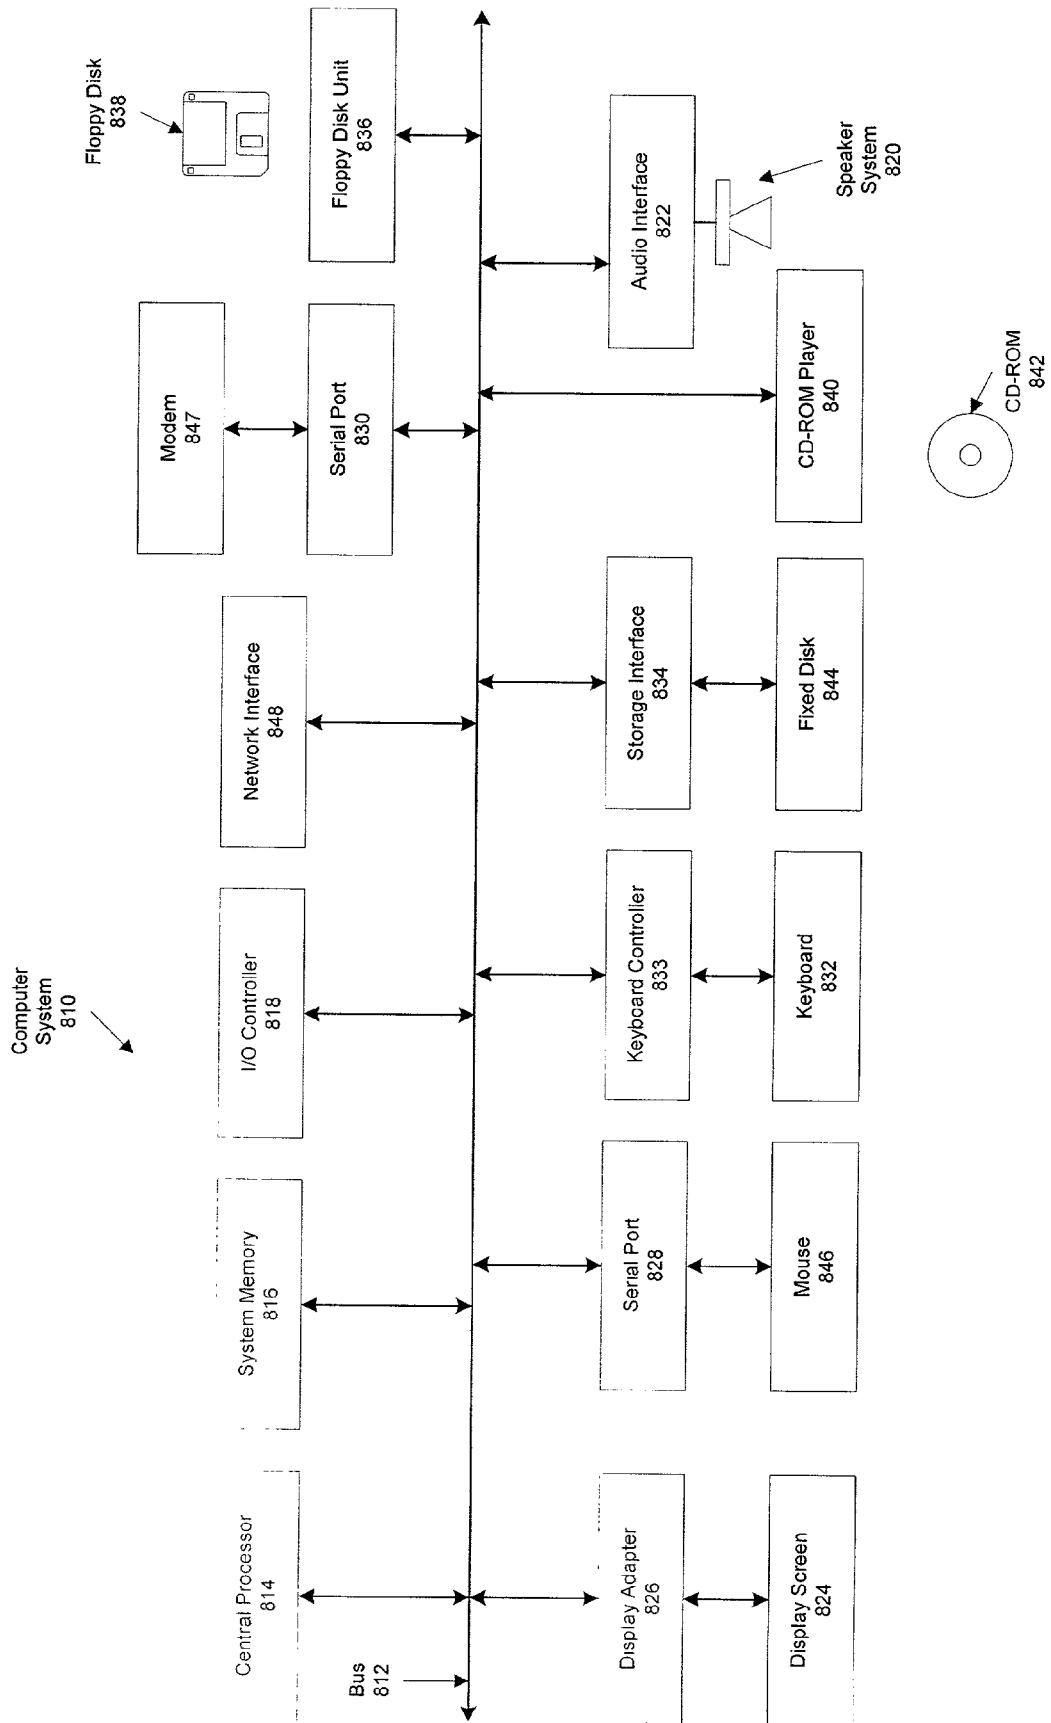 Computer
System
810
Floppy Disk
838
Modem
847
Central Processor
814
System Memory
816
I/O Controller
818
Network Interface
848
Serial Port
830
Floppy Disk Unit
836
Bus
812
Display Adapter
826
Serial Port
828
Keyboard Controller
833
Storage Interface
834
Audio Interface
822
Display Screen
824
Mouse
846
Keyboard
832
Fixed Disk
844
CD-ROM Player
840
Speaker
System
820
CD-ROM
842